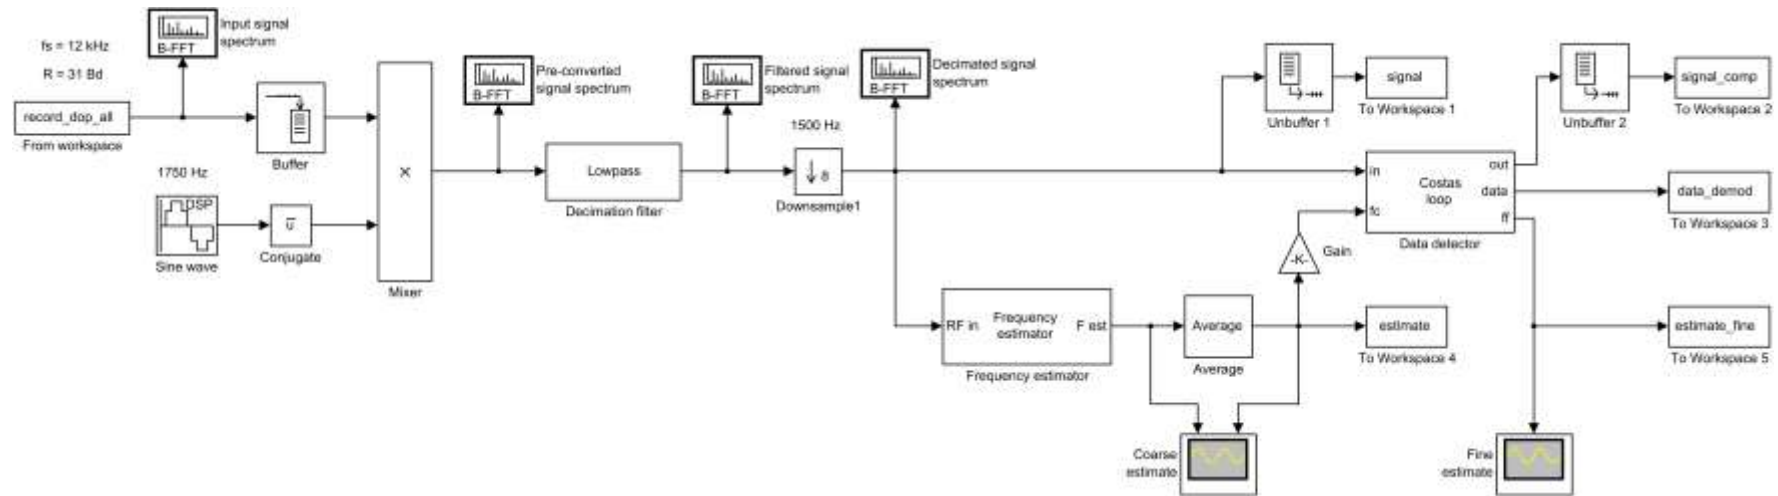 fs = 12 kHz
R = 31 Bd
record_dop_all
From workspace
B-FFT
Input signal
spectrum
Buffer
1750 Hz
DSP
Sine wave
u
Conjugate
×
Mixer
B-FFT
Pre-converted
signal spectrum
Lowpass
Decimation filter
B-FFT
Filtered signal
spectrum
1500 Hz
8
Downsample1
B-FFT
Decimated signal
spectrum
Unbuffer 1
signal
To Workspace 1
Unbuffer 2
signal_comp
To Workspace 2
in
fc
Costas
loop
out
data
ff
Data detector
data_demod
To Workspace 3
-K-
Gain
RF in
Frequency
estimator
F est
Frequency estimator
Average
Average
estimate
To Workspace 4
estimate_fine
To Workspace 5
Coarse
estimate
Fine
estimate